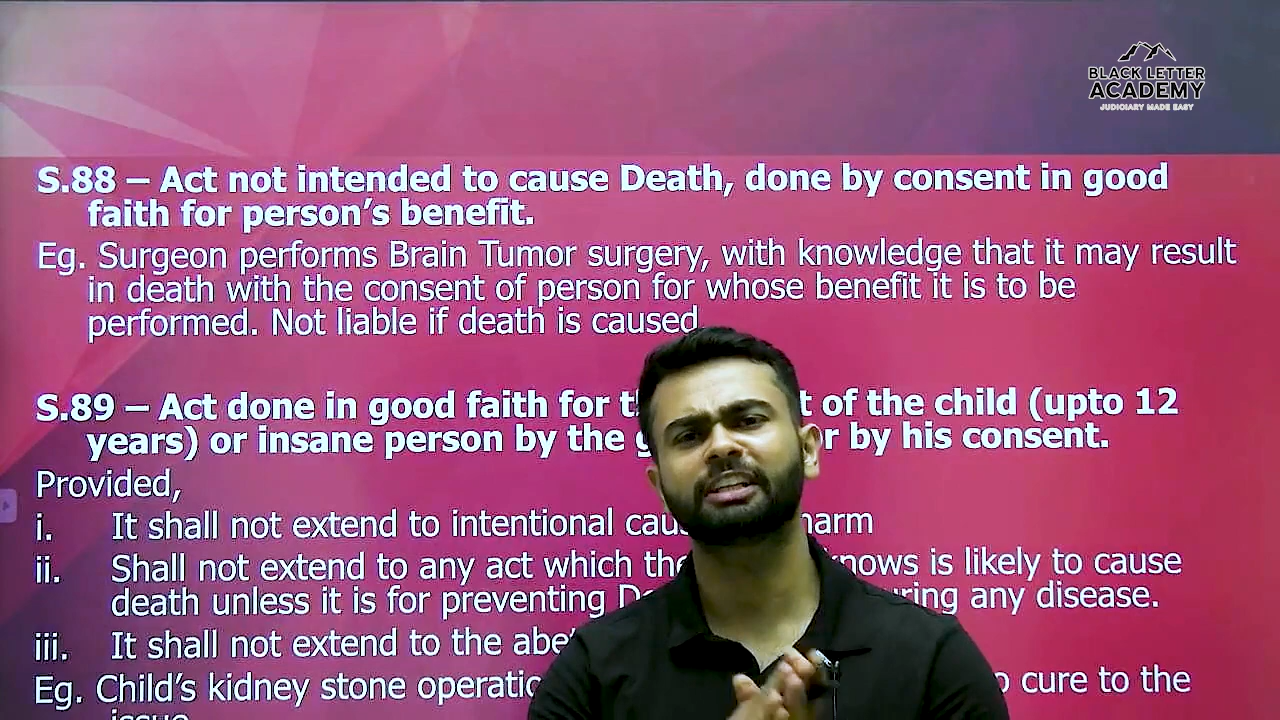 BLACK LETTER
ACADEMY
JUDICIARY MADE EASY
S.88 – Act not intended to cause Death, done by consent in good
faith for person's benefit.
Eg. Surgeon performs Brain Tumor surgery, with knowledge that it may result
in death with the consent of person for whose benefit it is to be
performed. Not liable if death is caused
S.89 – Act done in good faith for of the child (upto 12
years) or insane person by the by his consent.
Provided,
i. It shall not extend to intentional harm
ii. Shall not extend to any act which is likely to cause
death unless it is for preventing any disease.
iii. It shall not extend to the
Eg. Child's kidney stone cure to the
issue